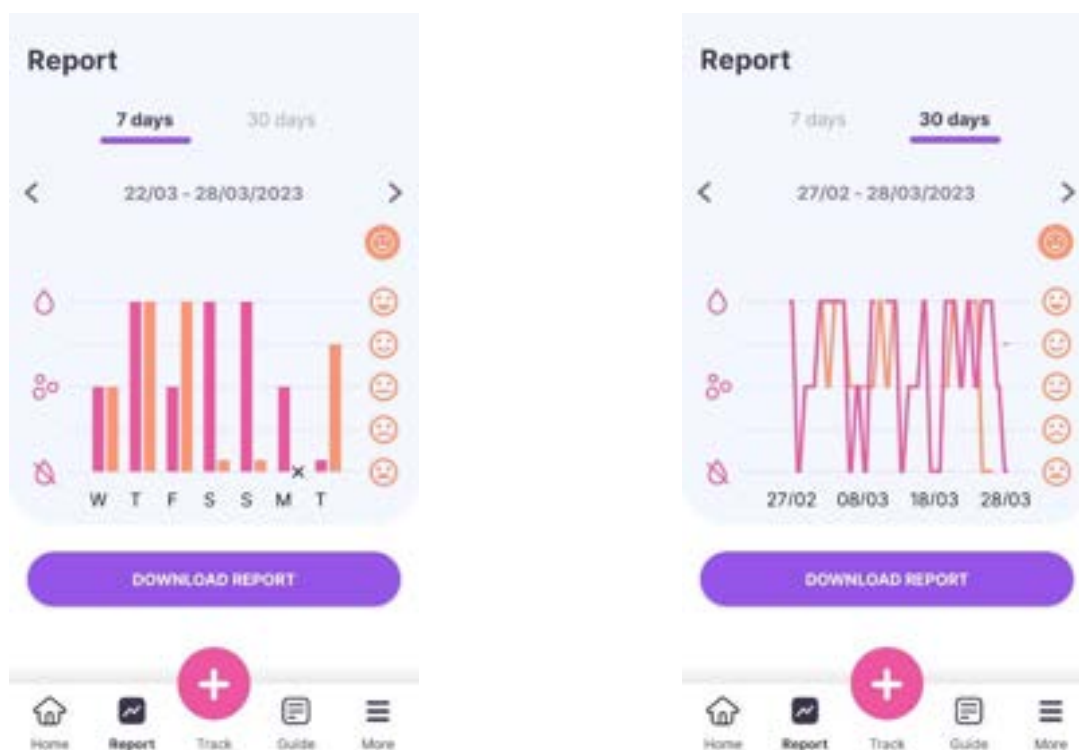 Report
7 days 30 days
22/03 - 28/03/2023
W T F S S M T
DOWNLOAD REPORT
Home Report Track Guide More
Report
7 days 30 days
27/02 - 28/03/2023
27/02 08/03 18/03 28/03
DOWNLOAD REPORT
Home Report Track Guide More